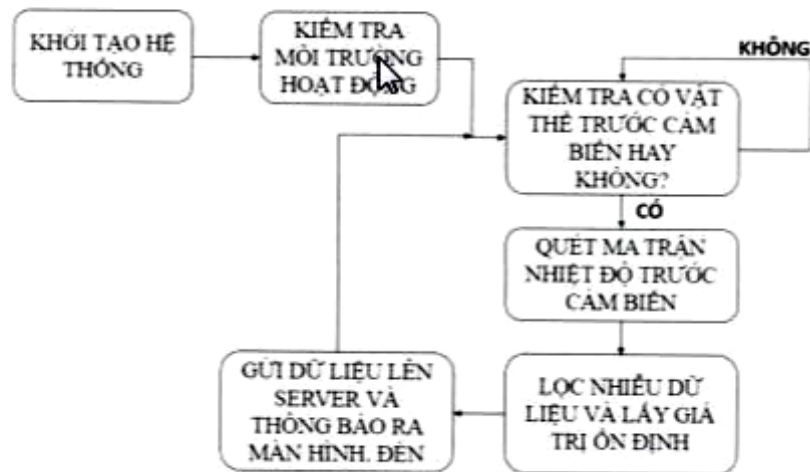 KHỞI TẠO HỆ
THỐNG
KIỂM TRA
MÔI TRƯỜNG
HOẠT ĐỘNG
KHÔNG
KIỂM TRA CÓ VẬT
THỂ TRƯỚC CẢM
BIẾN HAY
KHÔNG?
CÓ
QUÉT MA TRẬN
NHIỆT ĐỘ TRƯỚC
CẢM BIẾN
LỌC NHIỄU DỮ
LIỆU VÀ LẤY GIÁ
TRỊ ỔN ĐỊNH
GỬI DỮ LIỆU LÊN
SERVER VÀ
THÔNG BÁO RA
MÀN HÌNH. ĐÈN